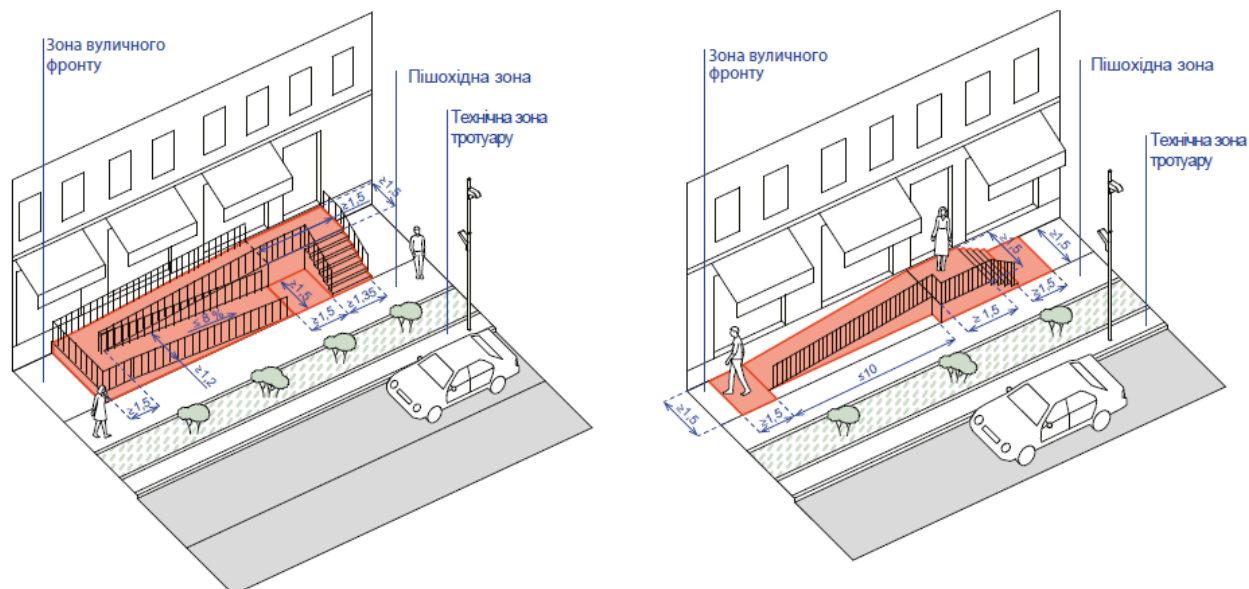 Зона вуличного
фронту
Пішохідна зона
Технічна зона
тротуару
≥1,5
≥1,5
≥1,5
≥1,5
≥1,35
≤ 8 %
≥1,2
≥1,5
Зона вуличного
фронту
Пішохідна зона
Технічна зона
тротуару
≥1,5
≥1,5
≥1,5
≥ 1,5
≤10
≥1,5
≥1,5